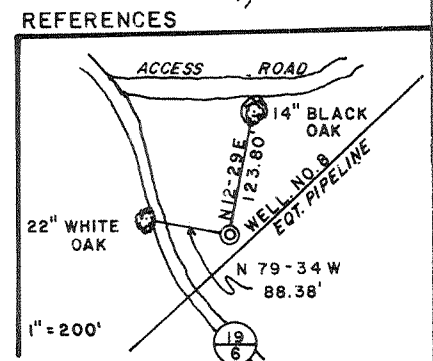 REFERENCES
ACCESS ROAD
14" BLACK
OAK
N12-29E
123.80'
WELL NO. 8
EQT. PIPELINE
22" WHITE
OAK
N 79-34 W
88.38'
1"=200'
19
6